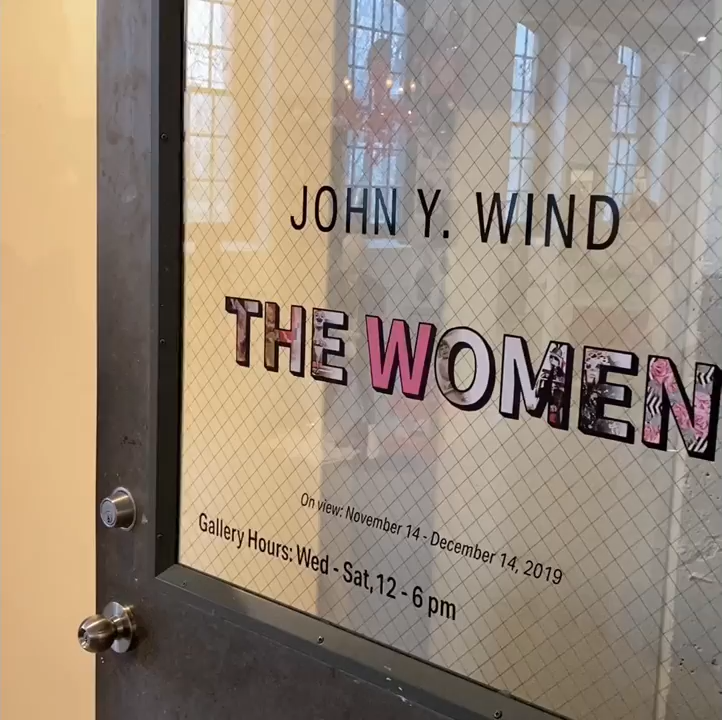 JOHN Y. WIND
THE WOMEN
On view: November 14 - December 14, 2019
Gallery Hours: Wed - Sat, 12 - 6 pm